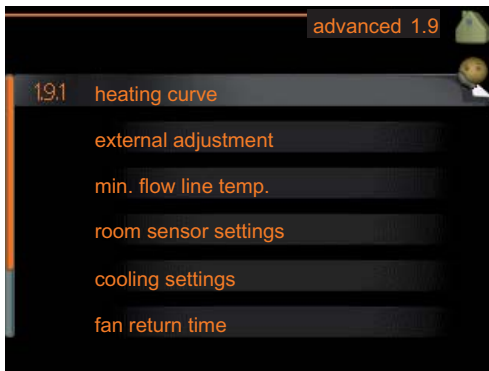 advanced 1.9
1.9.1 heating curve
external adjustment
min. flow line temp.
room sensor settings
cooling settings
fan return time